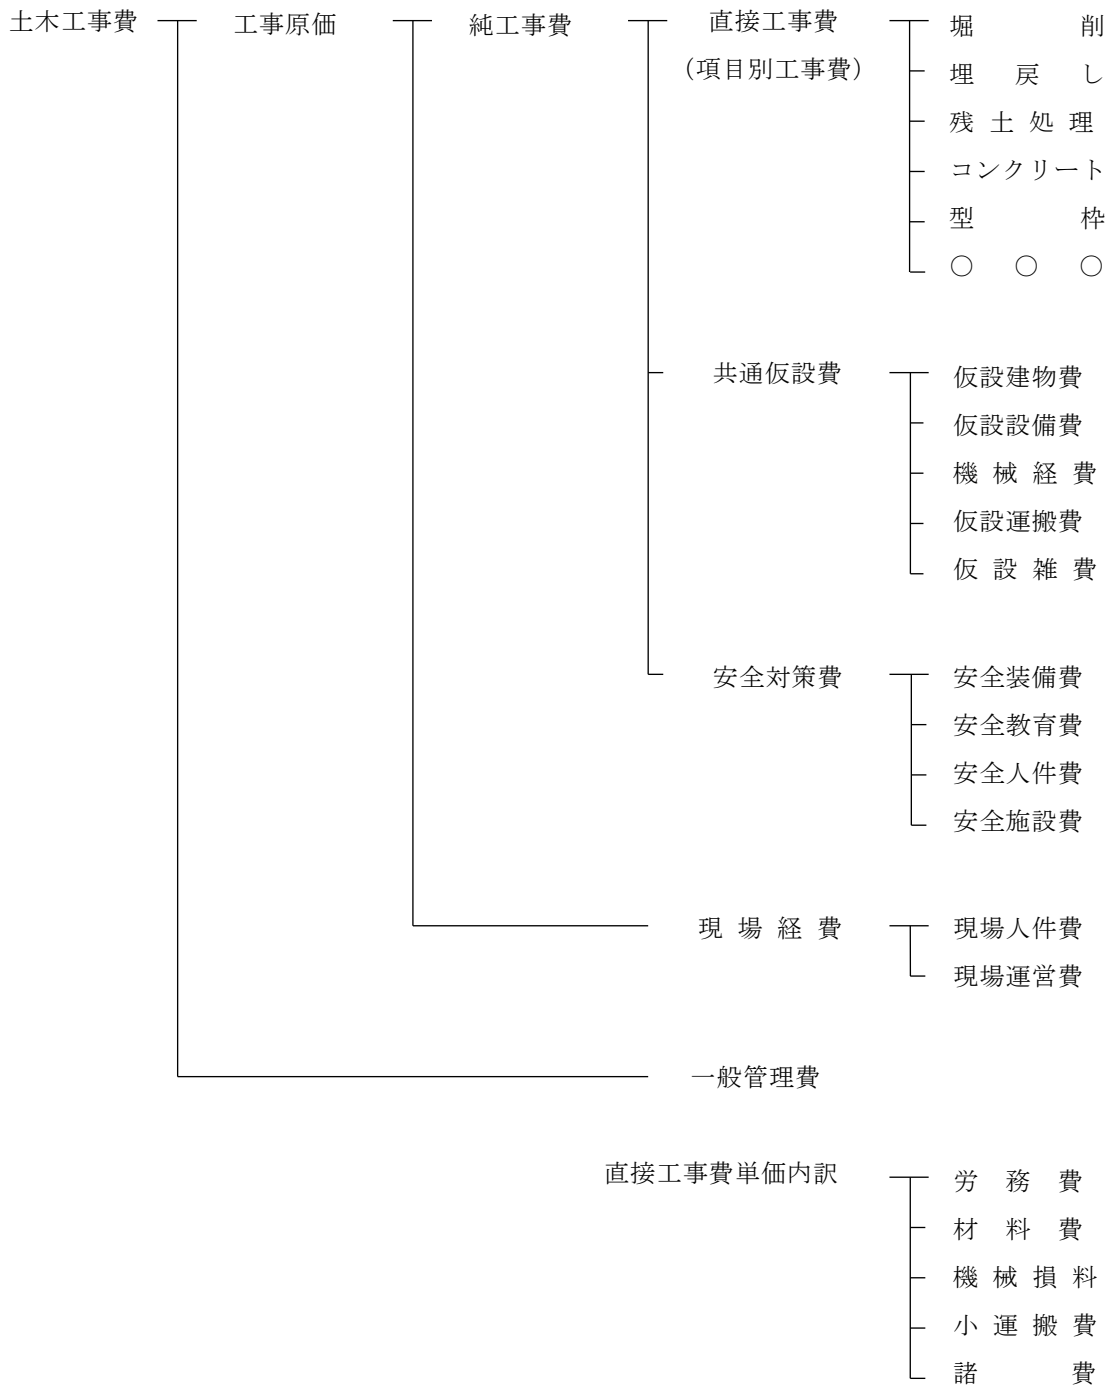 土木工事費 工事原価 純工事費 直接工事費 堀削
（項目別工事費） 埋戻し
残土処理
コンクリート
型枠
○○○
共通仮設費 仮設建物費
仮設設備費
機械経費
仮設運搬費
仮設雑費
安全対策費 安全装備費
安全教育費
安全人件費
安全施設費
現場経費 現場人件費
現場運営費
一般管理費
直接工事費単価内訳 労務費
材料費
機械損料
小運搬費
諸費